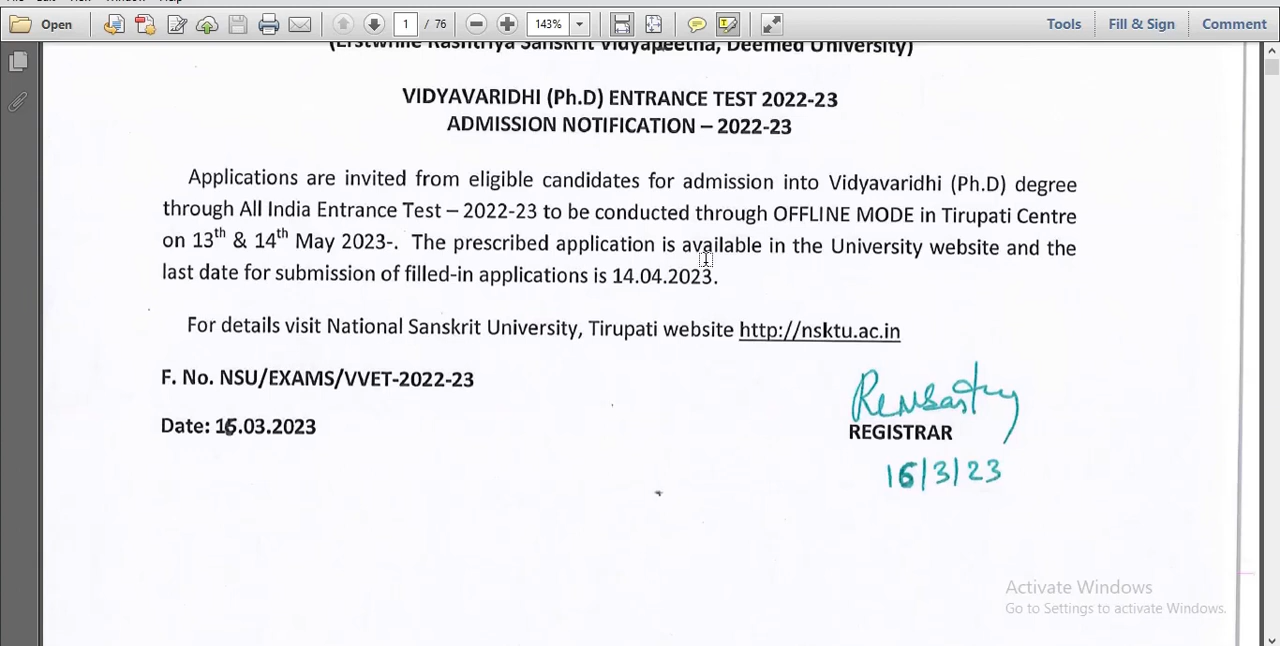 Open
1 / 76
143%
Tools
Fill & Sign
Comment
(Erstwhile Rashtriya Sanskrit Vidyapeetha, Deemed University)
VIDYAVARIDHI (Ph.D) ENTRANCE TEST 2022-23
ADMISSION NOTIFICATION – 2022-23
Applications are invited from eligible candidates for admission into Vidyavaridhi (Ph.D) degree
through All India Entrance Test – 2022-23 to be conducted through OFFLINE MODE in Tirupati Centre
on 13th & 14th May 2023-. The prescribed application is available in the University website and the
last date for submission of filled-in applications is 14.04.2023.
For details visit National Sanskrit University, Tirupati website http://nsktu.ac.in
F. No. NSU/EXAMS/VVET-2022-23
Date: 16.03.2023
REGISTRAR
16/3/23
Activate Windows
Go to Settings to activate Windows.